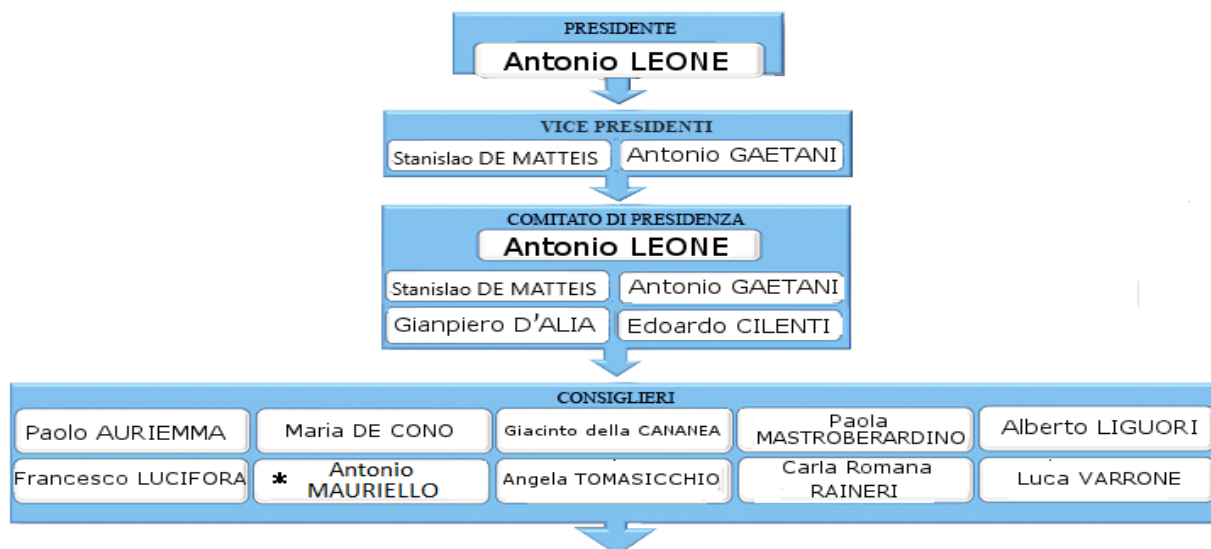 PRESIDENTE
Antonio LEONE
VICE PRESIDENTI
Stanislao DE MATTEIS
Antonio GAETANI
COMITATO DI PRESIDENZA
Antonio LEONE
Stanislao DE MATTEIS
Antonio GAETANI
Gianpiero D'ALIA
Edoardo CILENTI
CONSIGLIERI
Paolo AURIEMMA
Maria DE CONO
Giacinto della CANANEA
Paola
MASTROBERARDINO
Alberto LIGUORI
Francesco LUCIFORA
* Antonio
MAURIELLO
Angela TOMASICCHIO
Carla Romana
RAINERI
Luca VARRONE